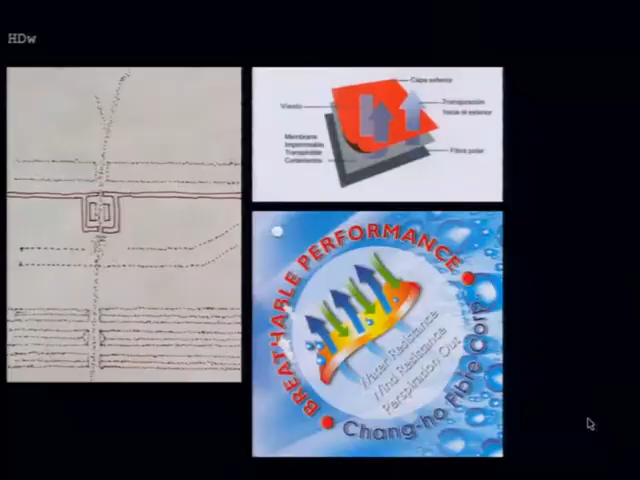 HDw
Capa exterior
Viento
Transpiración
hacia el exterior
Membrana
Impermeable
Transpirable
Cortavientos
Fibra polar
BREATHABLE PERFORMANCE
Water Resistance
Wind Resistance
Perspiration Out
Chang-ho Fibre Corp.